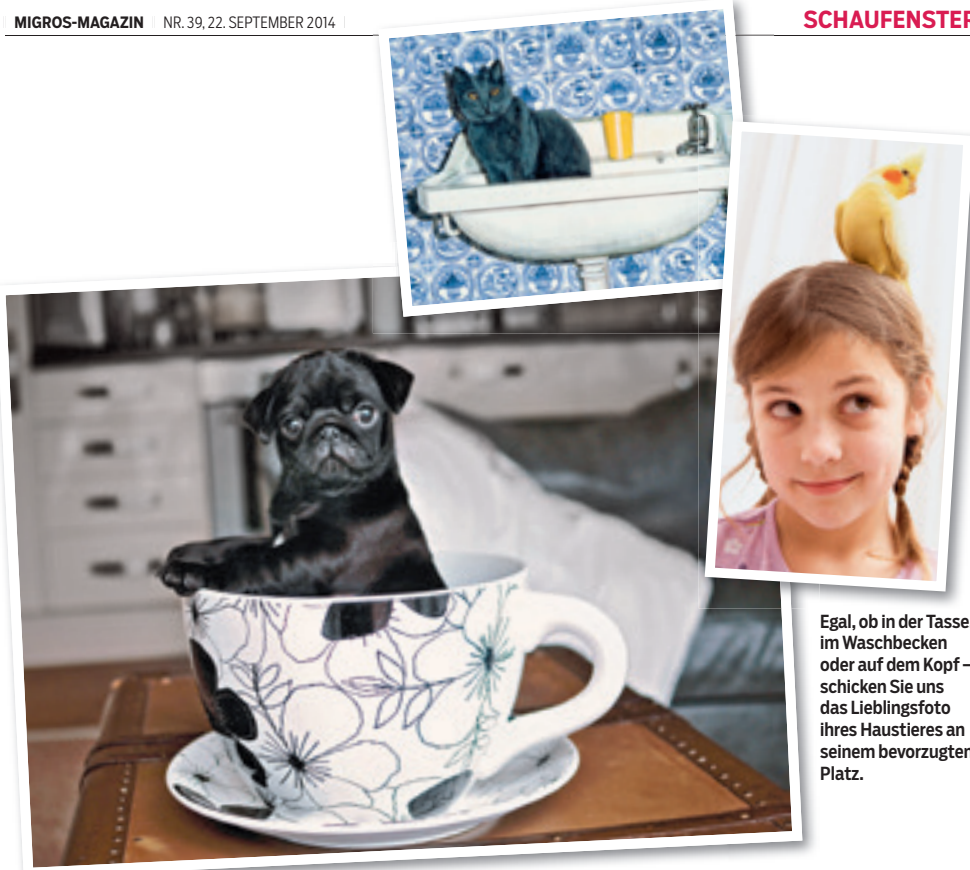 MIGROS-MAGAZIN | NR. 39, 22. SEPTEMBER 2014 |
SCHAUFENSTER
Egal, ob in der Tasse
im Waschbecken
oder auf dem Kopf –
schicken Sie uns
das Lieblingsfoto
ihres Haustieres an
seinem bevorzugten
Platz.